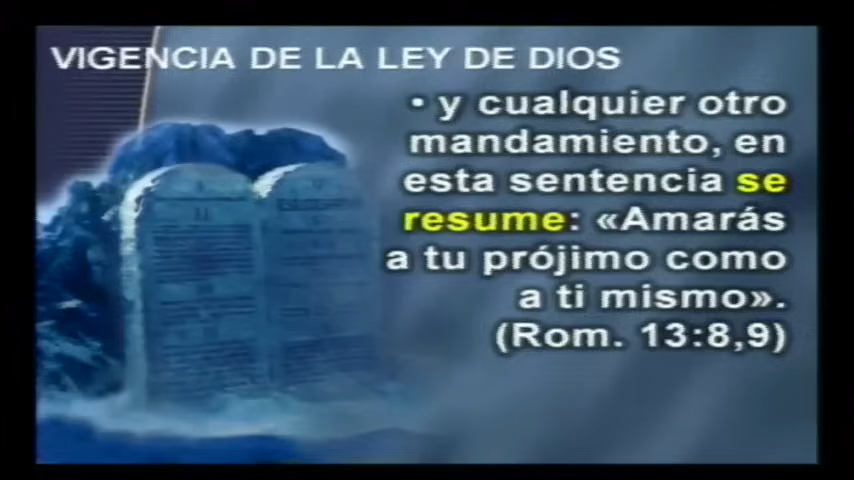 VIGENCIA DE LA LEY DE DIOS
• y cualquier otro
mandamiento, en
esta sentencia se
resume: «Amarás
a tu prójimo como
a ti mismo».
(Rom. 13:8,9)